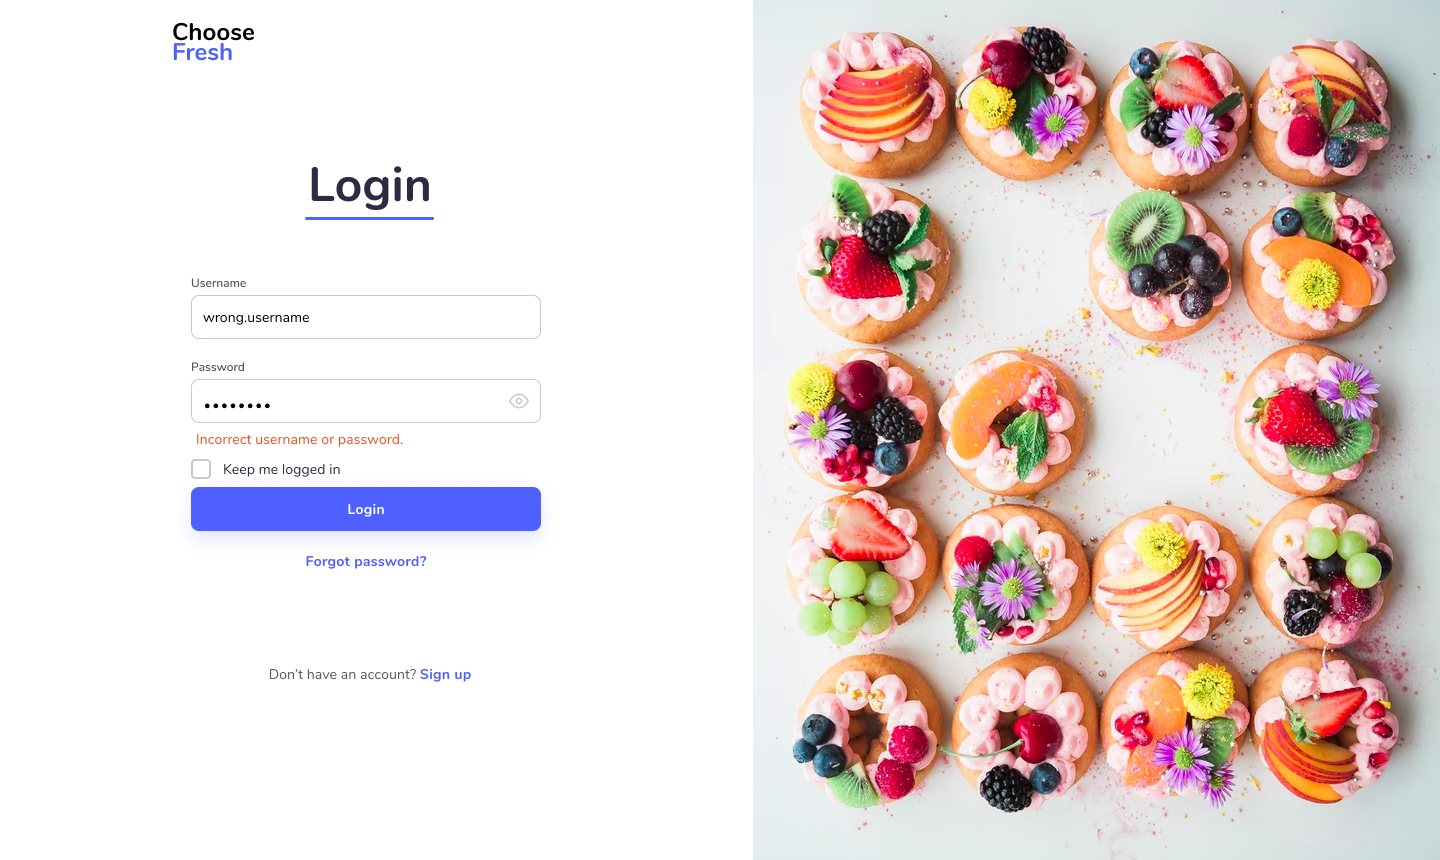 Choose
Fresh
Login
Username
wrong.username
Password
••••••••
Incorrect username or password.
Keep me logged in
Login
Forgot password?
Don't have an account? Sign up